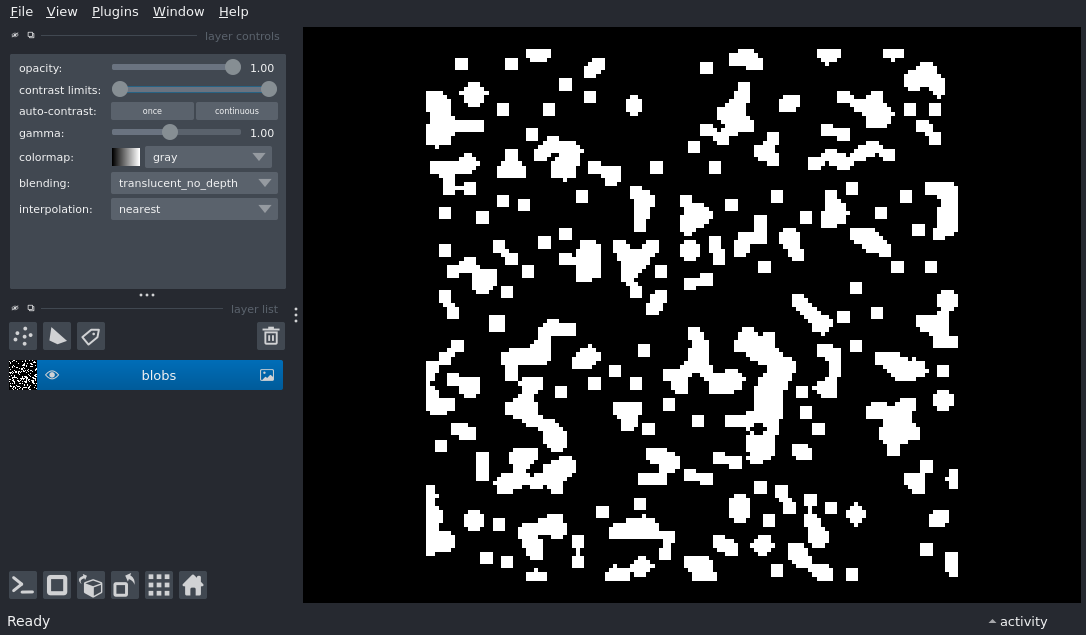 File View Plugins Window Help
layer controls
opacity: 1.00
contrast limits:
auto-contrast: once continuous
gamma: 1.00
colormap: gray
blending: translucent_no_depth
interpolation: nearest
layer list
blobs
Ready activity